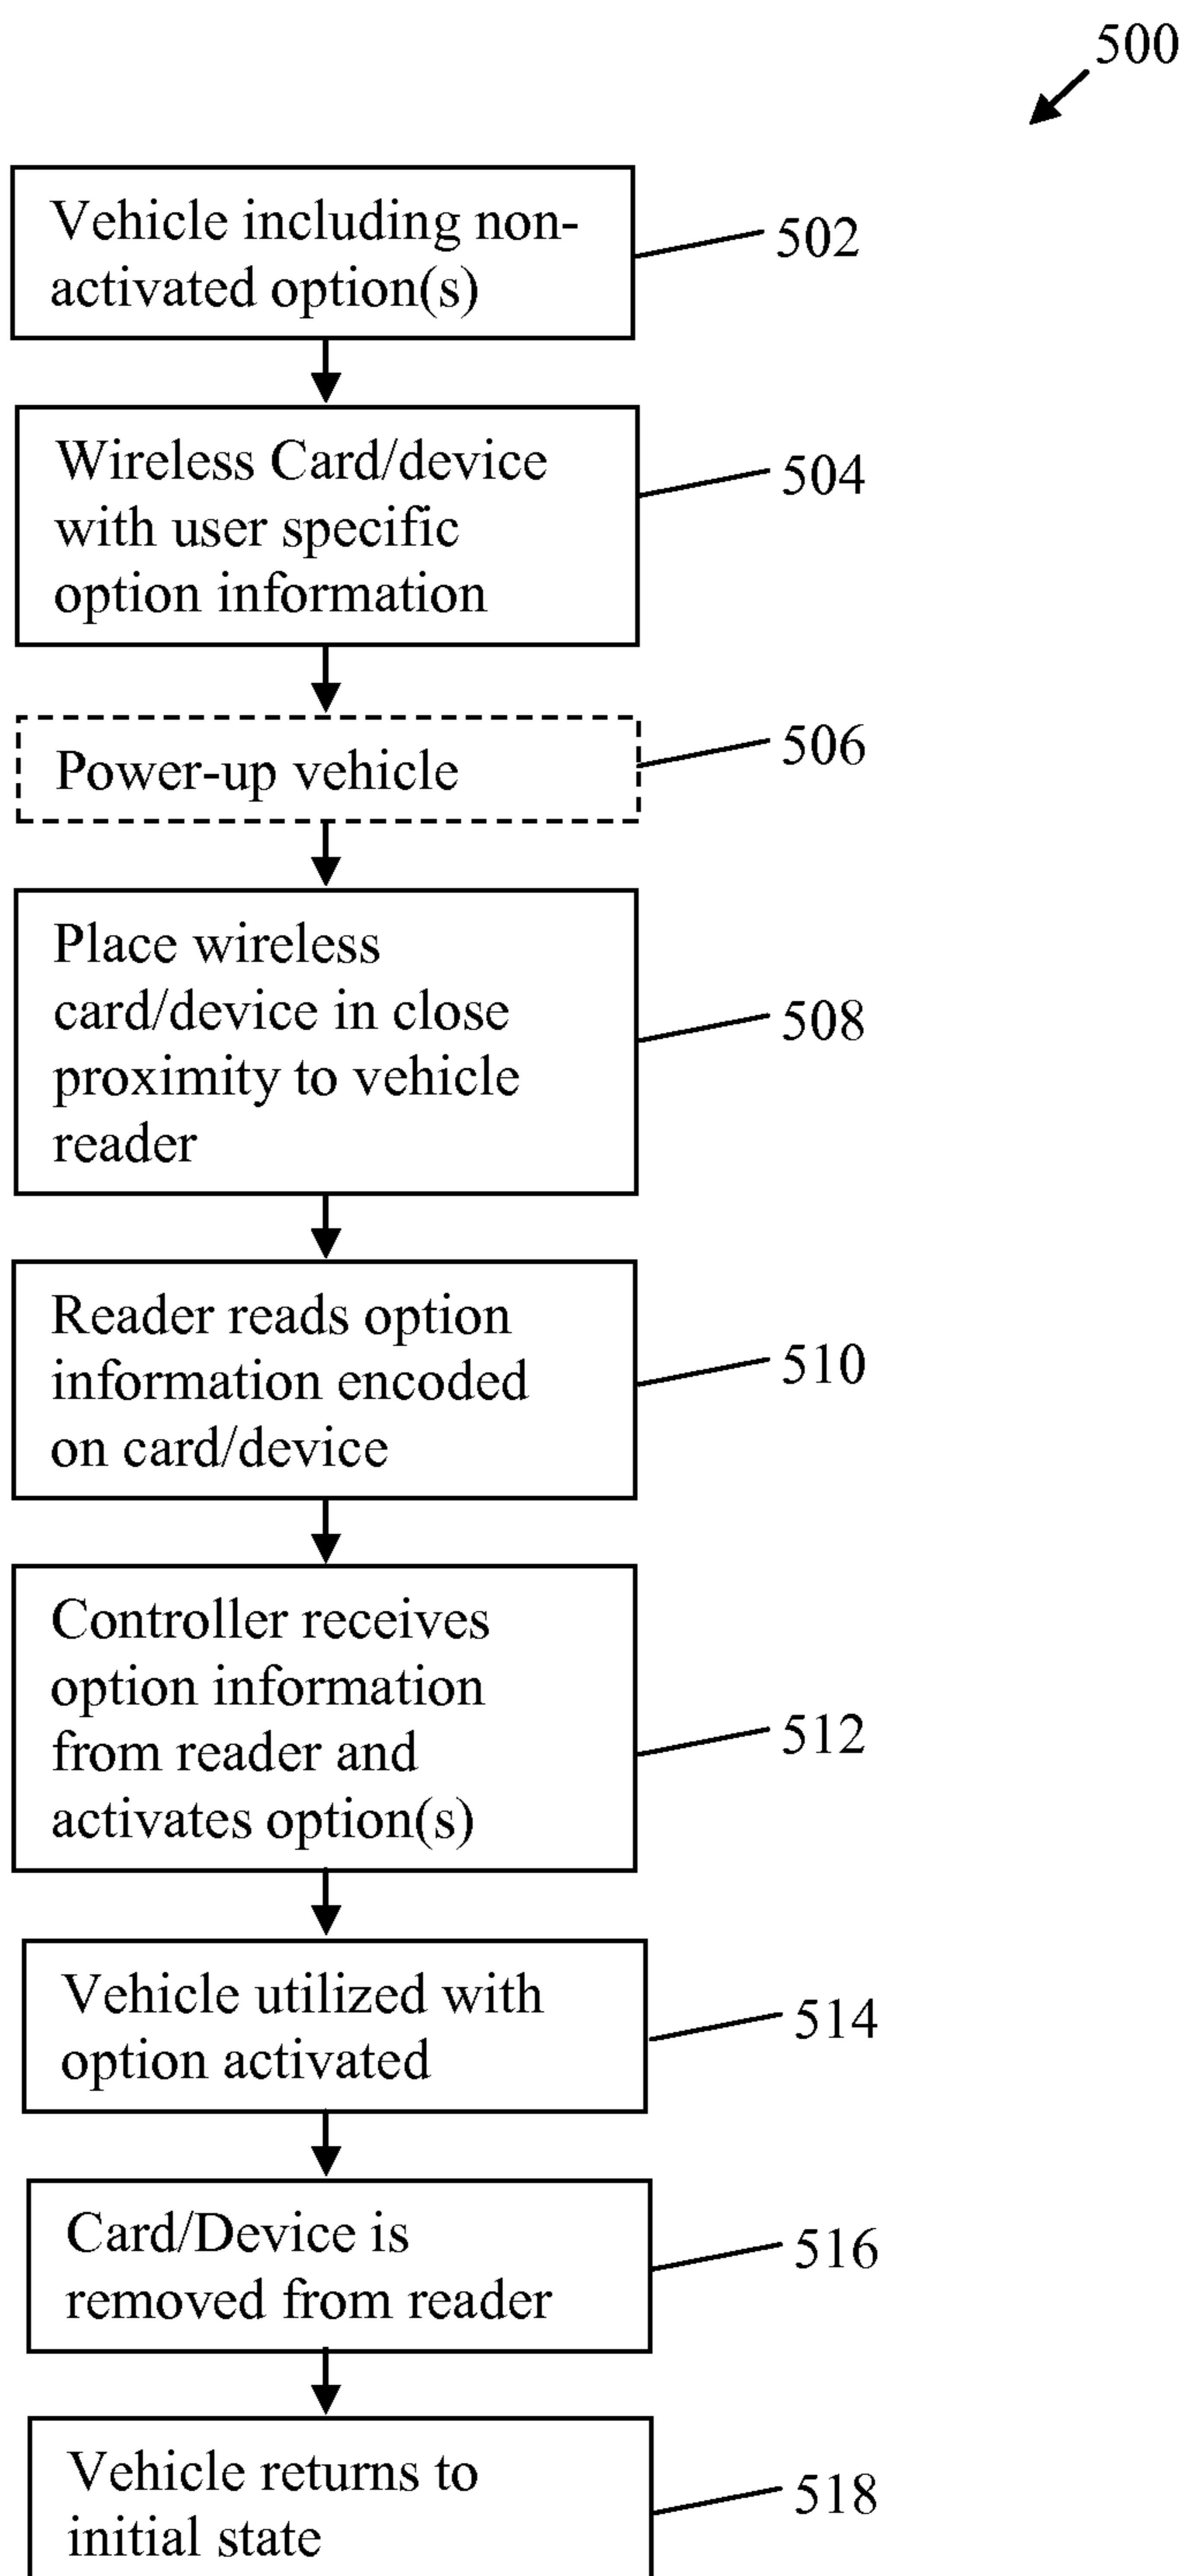 500
Vehicle including non-
activated option(s)
502
Wireless Card/device
with user specific
option information
504
Power-up vehicle
506
Place wireless
card/device in close
proximity to vehicle
reader
508
Reader reads option
information encoded
on card/device
510
Controller receives
option information
from reader and
activates option(s)
512
Vehicle utilized with
option activated
514
Card/Device is
removed from reader
516
Vehicle returns to
initial state
518